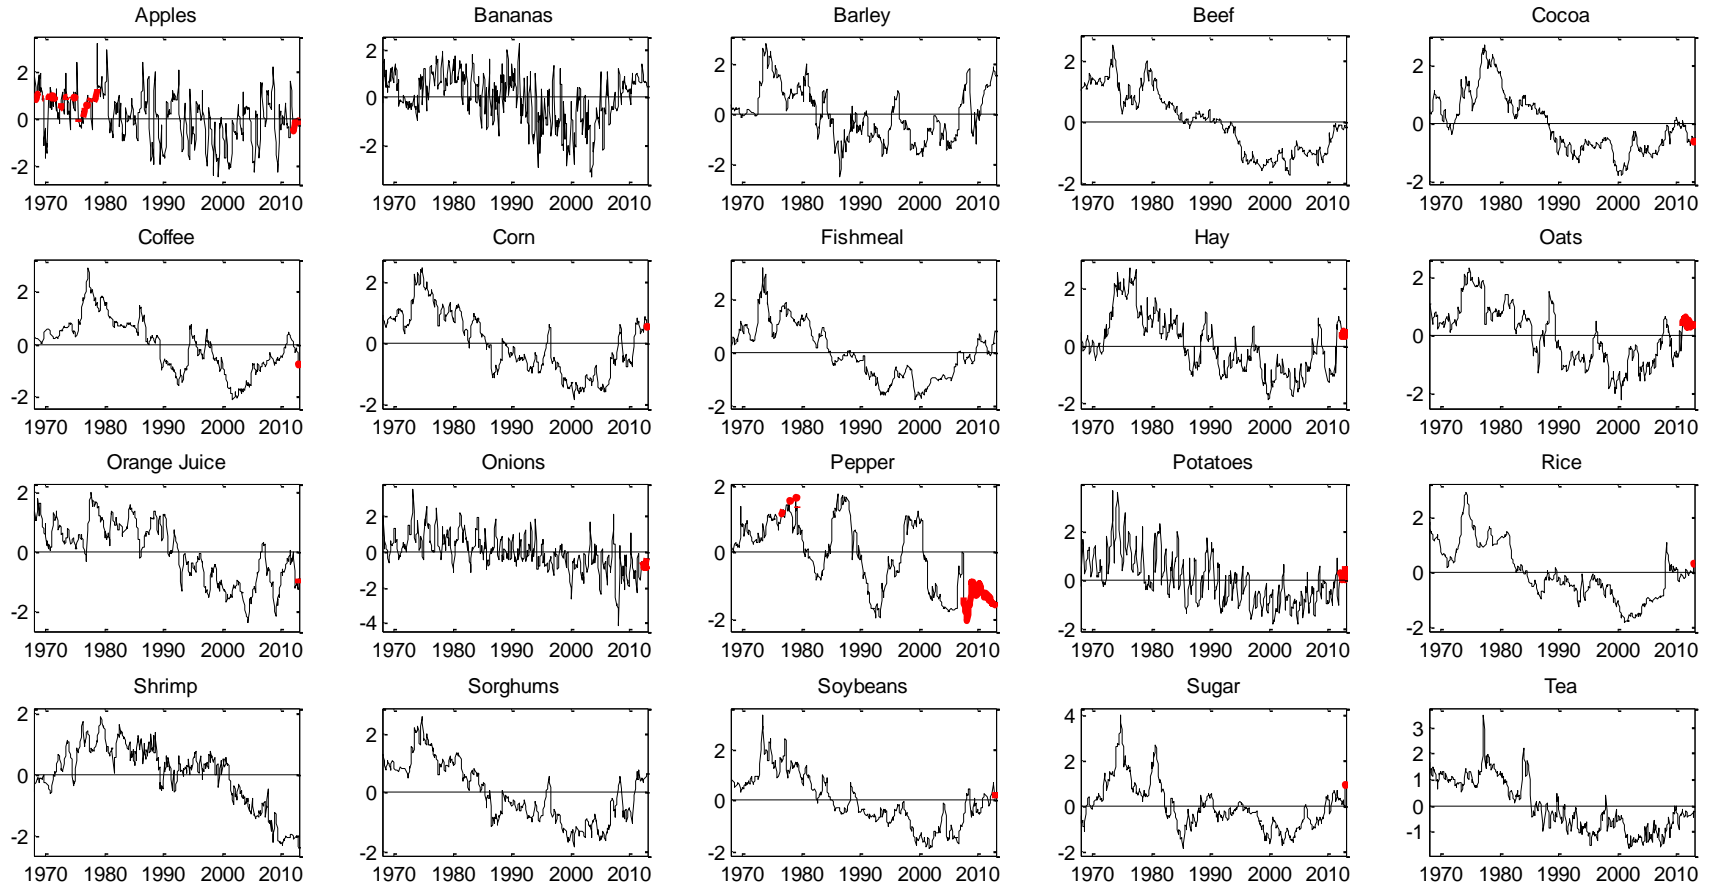 Apples Bananas Barley Beef Cocoa
2 2 2 2 2
0 0 0 0 0
-2 -2 -2 -2 -2
1970 1980 1990 2000 2010 1970 1980 1990 2000 2010 1970 1980 1990 2000 2010 1970 1980 1990 2000 2010 1970 1980 1990 2000 2010
Coffee Corn Fishmeal Hay Oats
2 2 2 2 2
0 0 0 0 0
-2 -2 -2 -2 -2
1970 1980 1990 2000 2010 1970 1980 1990 2000 2010 1970 1980 1990 2000 2010 1970 1980 1990 2000 2010 1970 1980 1990 2000 2010
Orange Juice Onions Pepper Potatoes Rice
2 2 2 2 2
0 0 0 0 0
-2 -2 -2 -2 -2
-4
1970 1980 1990 2000 2010 1970 1980 1990 2000 2010 1970 1980 1990 2000 2010 1970 1980 1990 2000 2010 1970 1980 1990 2000 2010
Shrimp Sorghums Soybeans Sugar Tea
2 2 2 4 3
0 0 0 2 2
-2 -2 -2 0 1
-2 0
-1
1970 1980 1990 2000 2010 1970 1980 1990 2000 2010 1970 1980 1990 2000 2010 1970 1980 1990 2000 2010 1970 1980 1990 2000 2010